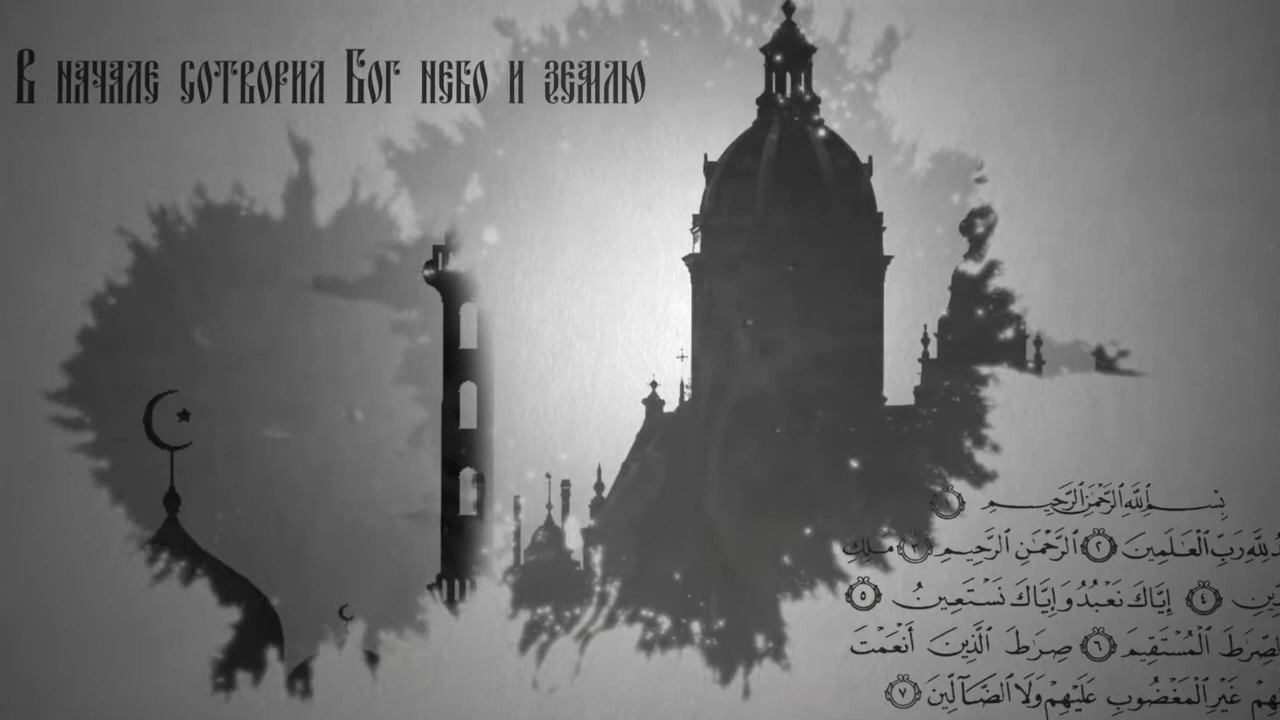 В начале сотворил Бог небо и землю
بِسْمِ ٱللَّهِ ٱلرَّحْمَٰنِ ٱلرَّحِيمِ ١
لِلَّهِ رَبِّ ٱلْعَـٰلَمِينَ ٢ ٱلرَّحْمَـٰنِ ٱلرَّحِيمِ ٣ مَـٰلِكِ
إِيَّاكَ نَعْبُدُ وَإِيَّاكَ نَسْتَعِينُ ٥ ٤
ٱلْمُسْتَقِيمَ ٦ صِرَٰطَ ٱلَّذِينَ أَنْعَمْتَ
غَيْرِ ٱلْمَغْضُوبِ عَلَيْهِمْ وَلَا ٱلضَّآلِّينَ ٧